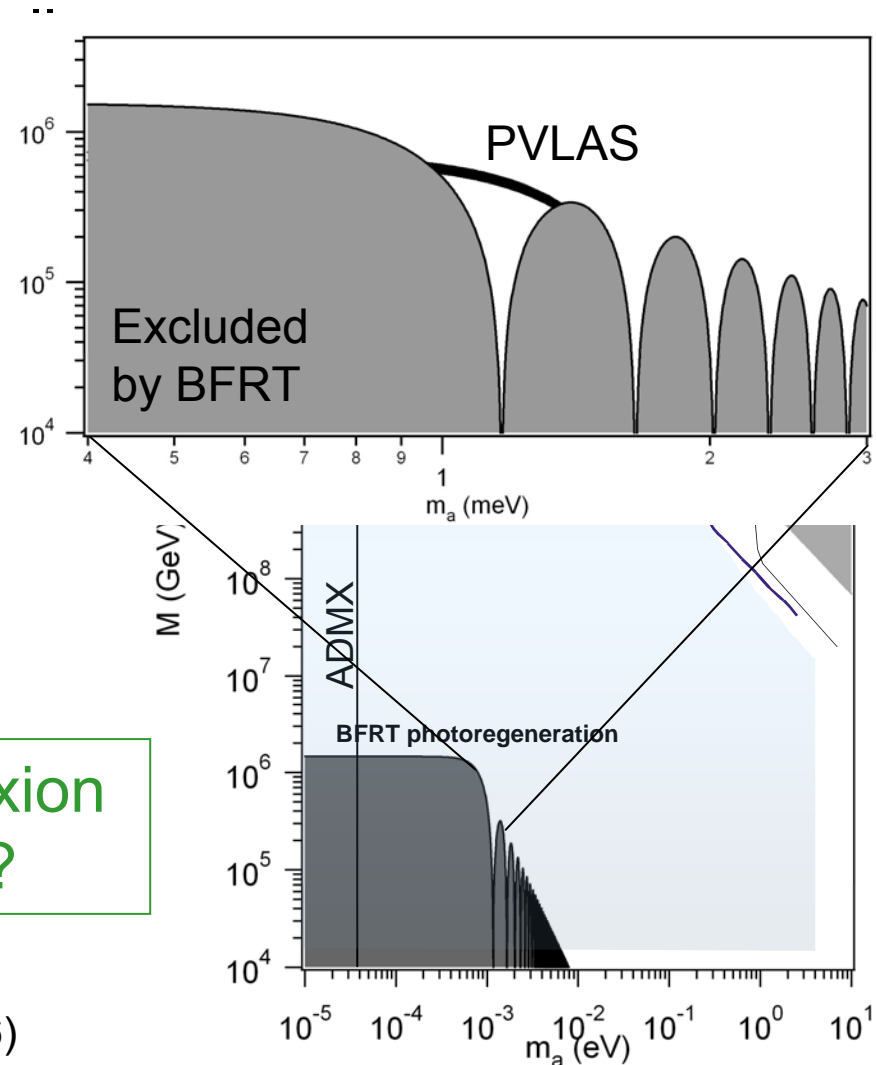 10^6
PVLAS
10^5
Excluded
by BFRT
10^4
4 5 6 7 8 9 1 2 3
m_a (meV)
M (GeV)
10^8
ADMX
10^7
BFRT photoregeneration
10^6
xion
?
10^5
10^4
10^-5 10^-4 10^-3 10^-2 10^-1 10^0 10^1
m_a (eV)
)